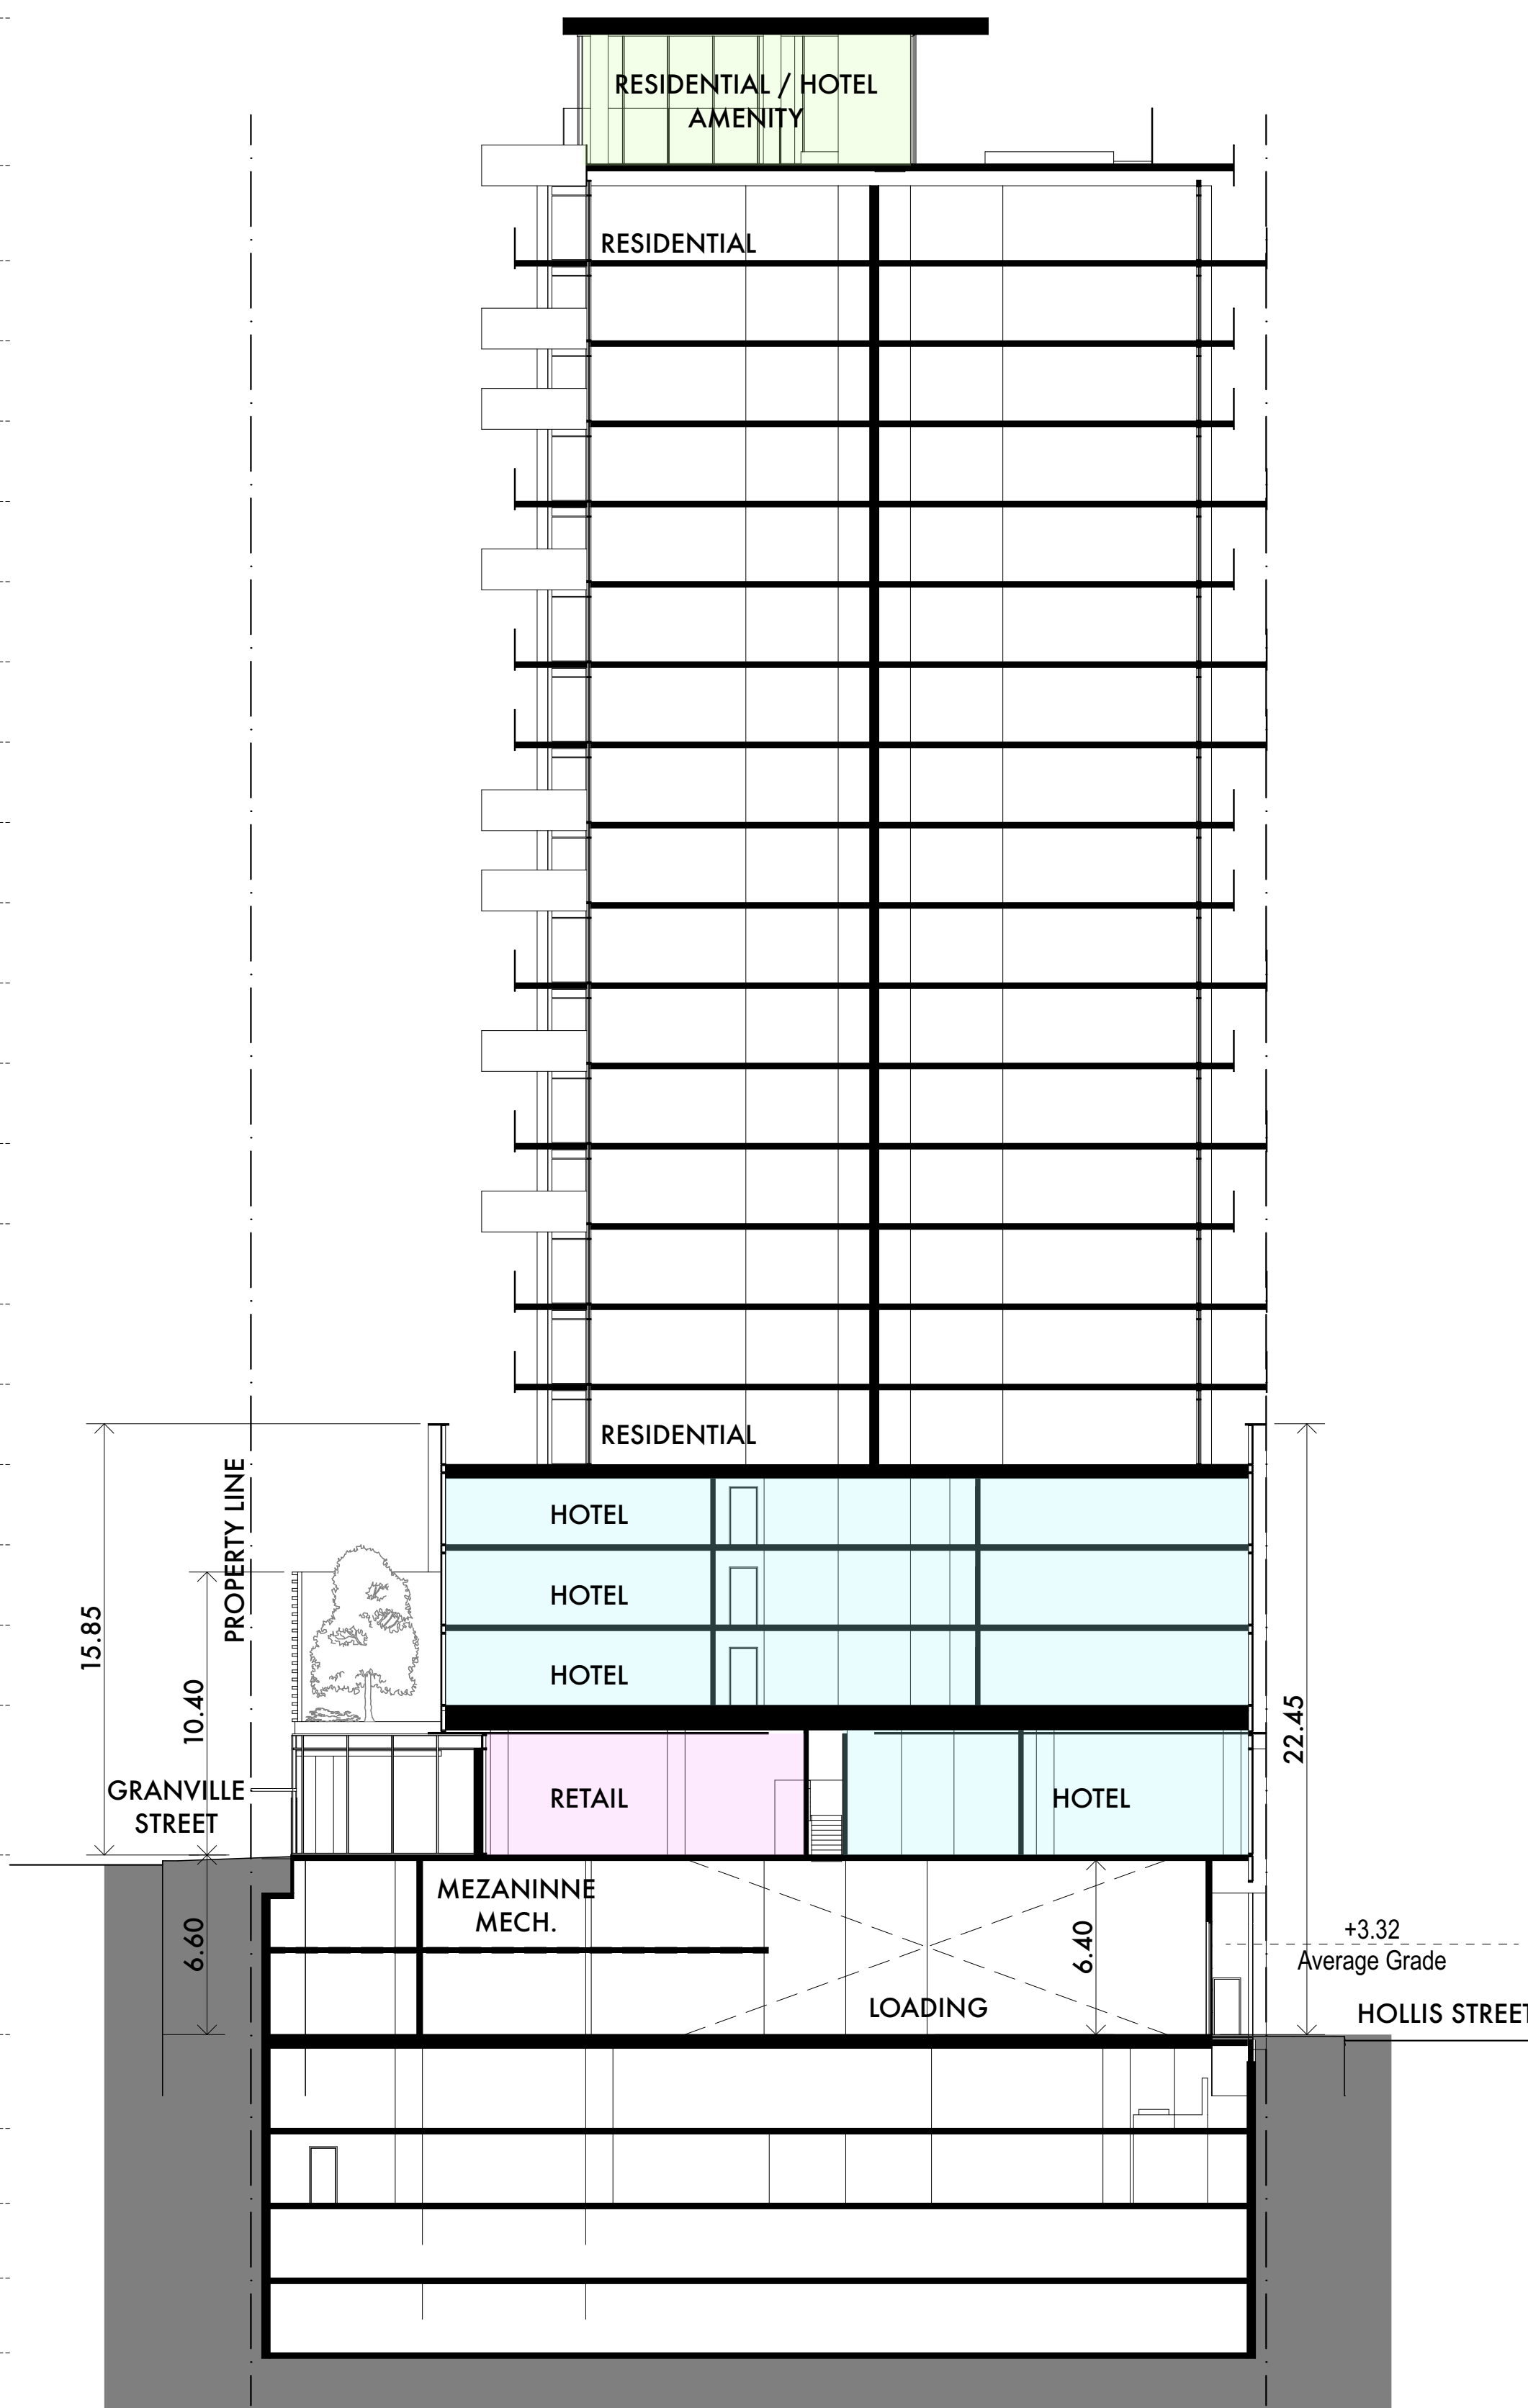 RESIDENTIAL / HOTEL
AMENITY
RESIDENTIAL
RESIDENTIAL
PROPERTY LINE
HOTEL
HOTEL
HOTEL
15.85
10.40
22.45
GRANVILLE
STREET
RETAIL
HOTEL
MEZANINNE
MECH.
6.60
6.40
LOADING
+3.32
Average Grade
HOLLIS STREET